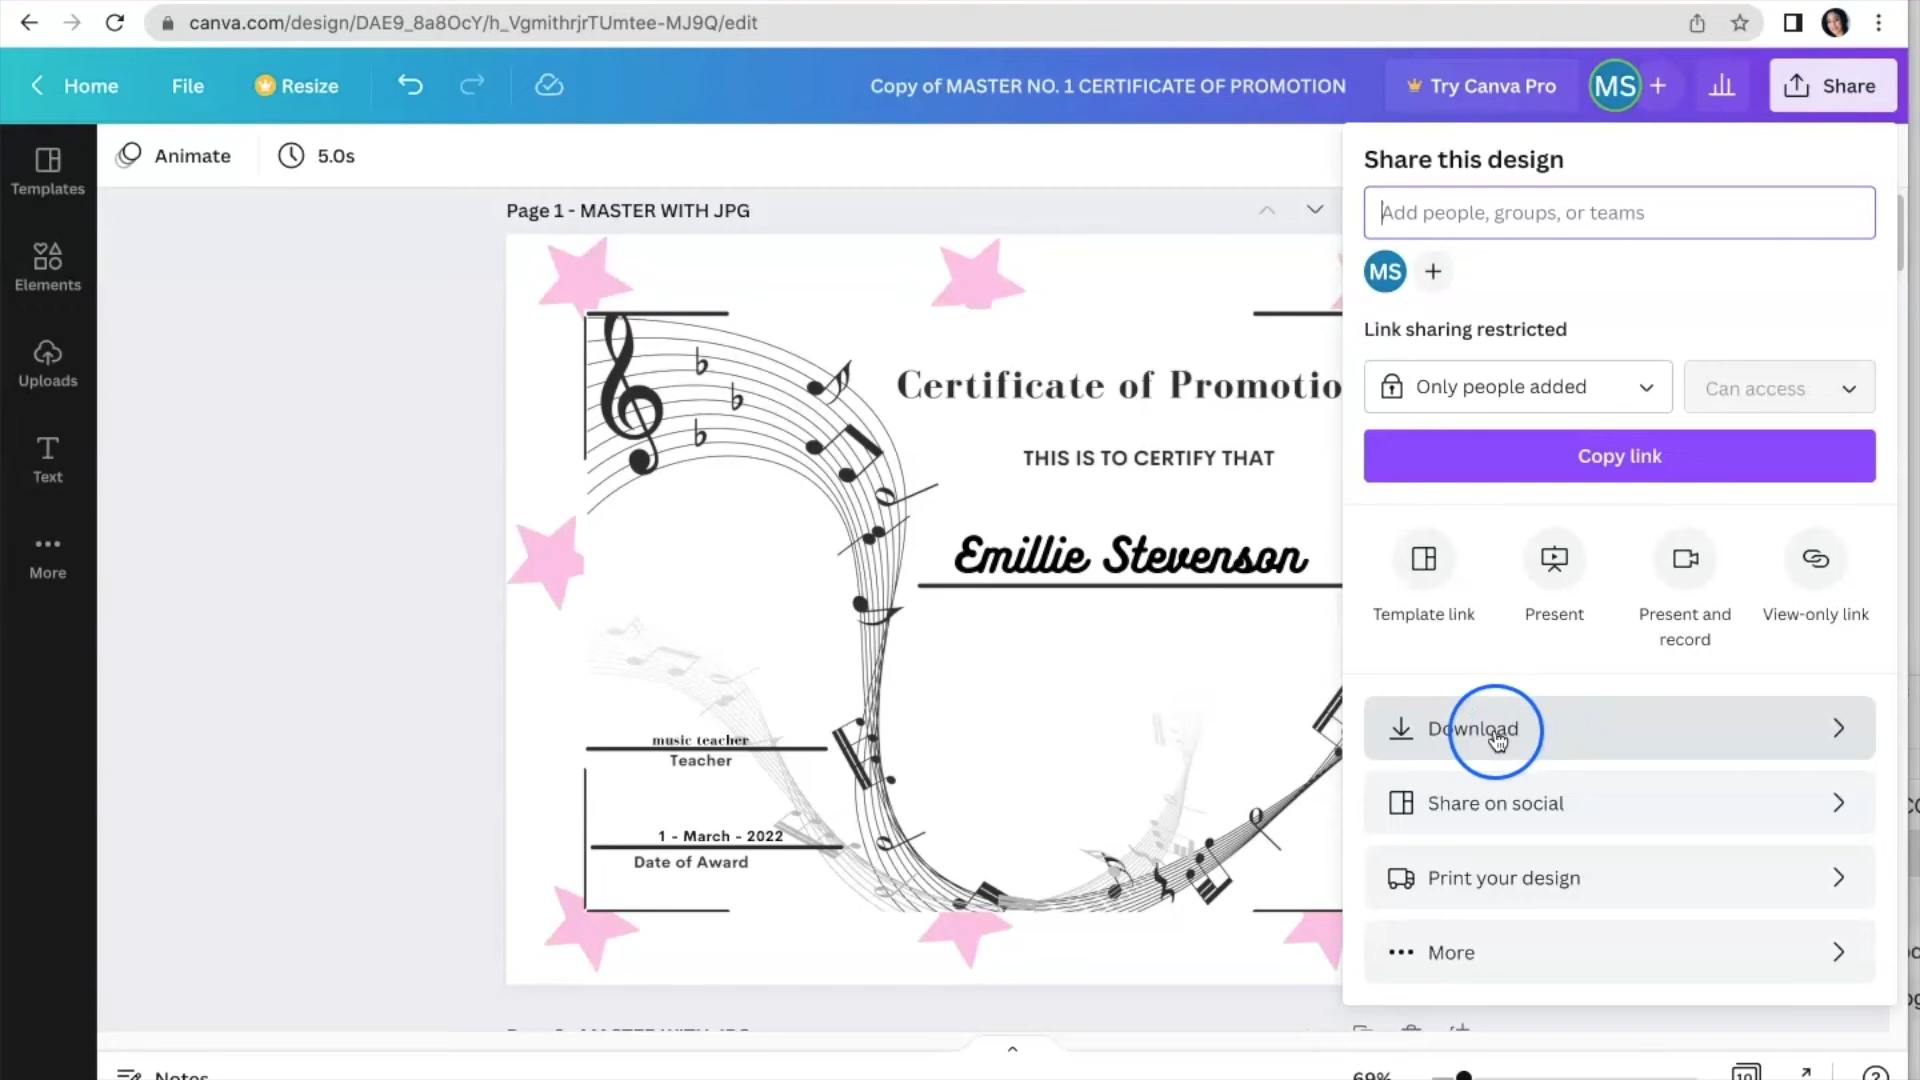 canva.com/design/DAE9_8a8OcY/h_VgmithrjrTUmtee-MJ9Q/edit
Home
File
Resize
Copy of MASTER NO. 1 CERTIFICATE OF PROMOTION
Try Canva Pro
MS
Share
Templates
Elements
Uploads
Text
More
Animate
5.0s
Page 1 - MASTER WITH JPG
Certificate of Promotio
THIS IS TO CERTIFY THAT
Emillie Stevenson
music teacher
Teacher
1 - March - 2022
Date of Award
Share this design
Add people, groups, or teams
MS
Link sharing restricted
Only people added
Can access
Copy link
Template link
Present
Present and
record
View-only link
Download
Share on social
Print your design
More
Notes
69%
10